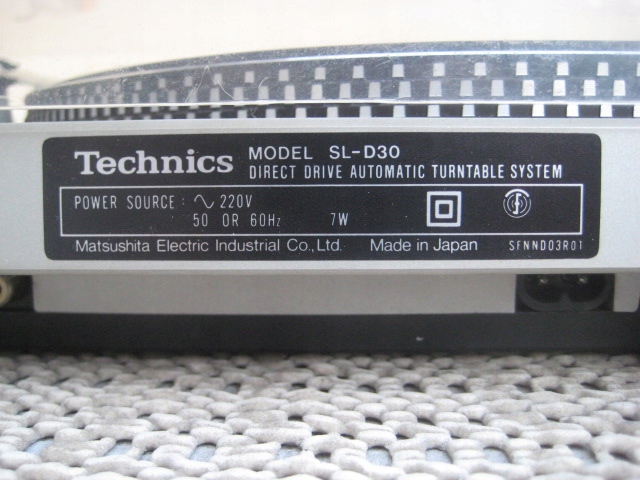 Technics MODEL SL-D30
DIRECT DRIVE AUTOMATIC TURNTABLE SYSTEM
POWER SOURCE : ∿ 220V
50 OR 60Hz 7W
Matsushita Electric Industrial Co., Ltd. Made in Japan SFNND03R01